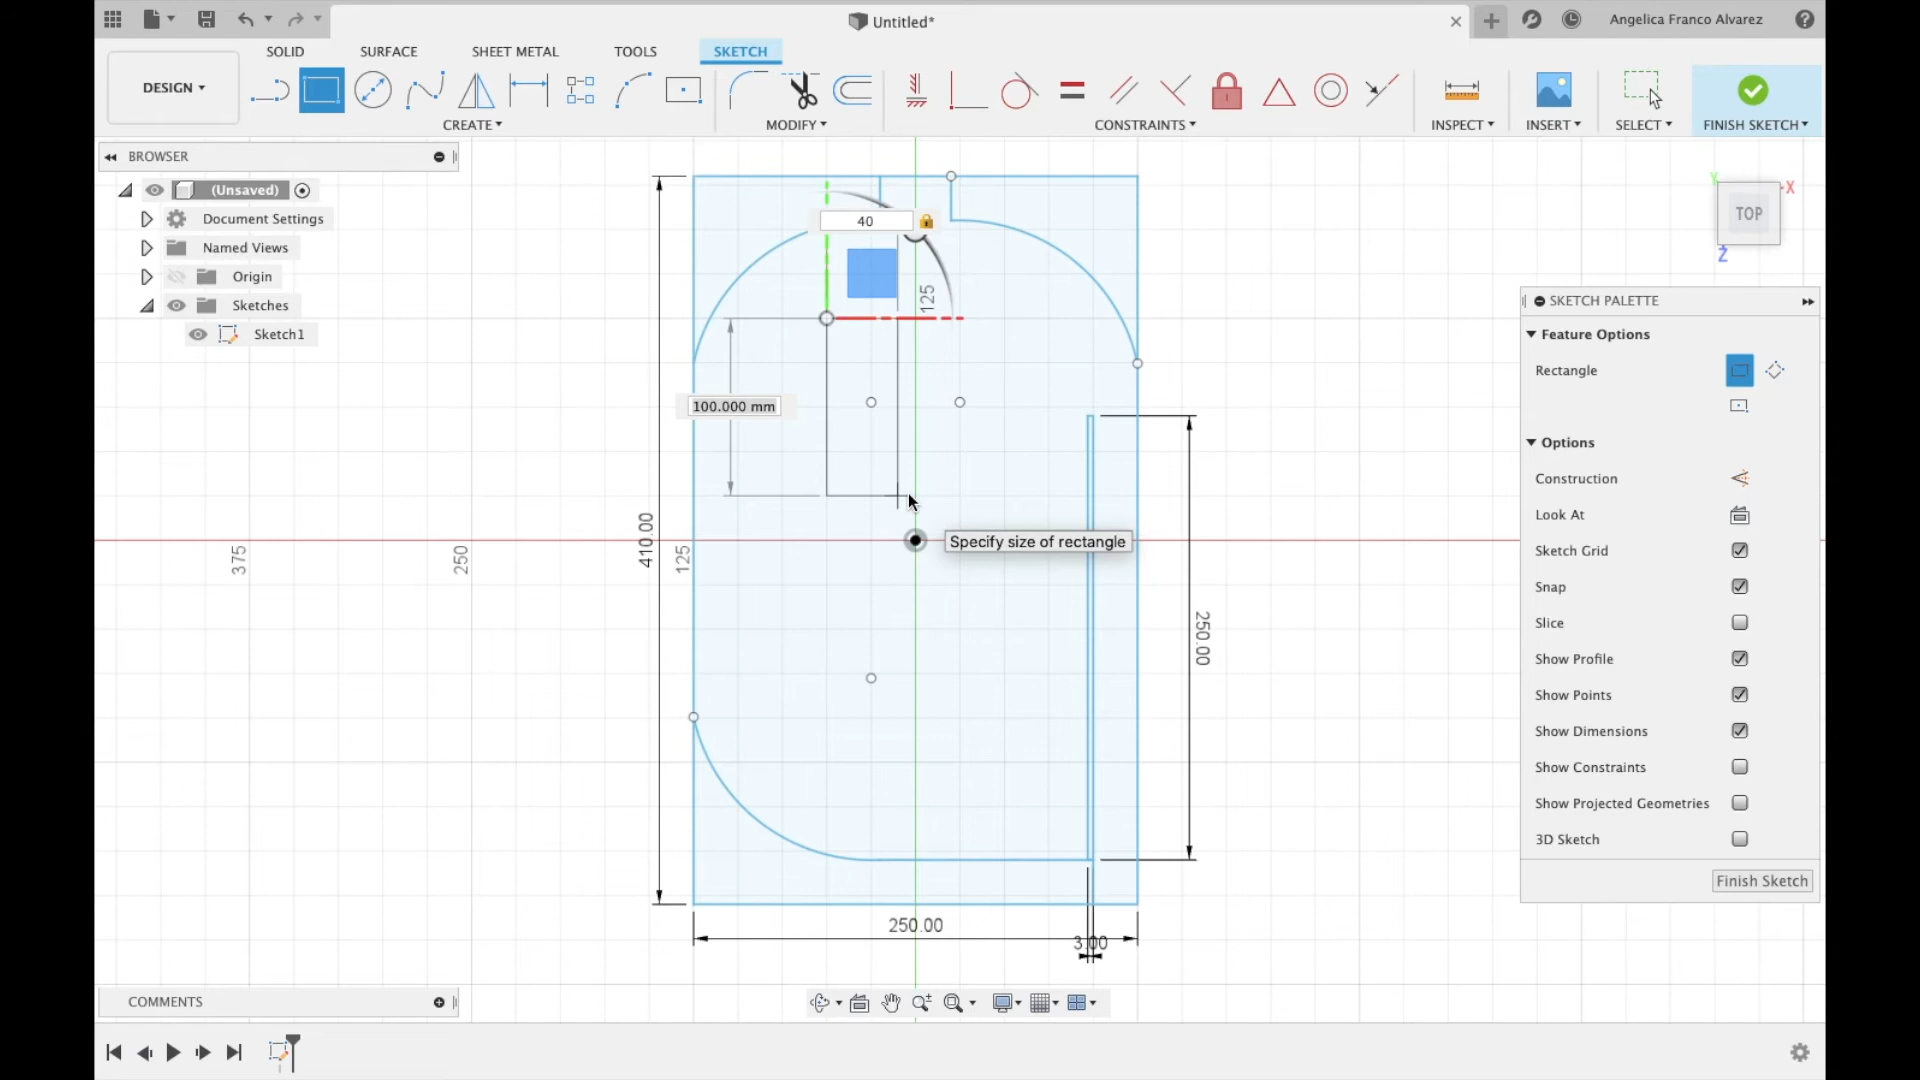 Untitled*
Angelica Franco Alvarez
SOLID
SURFACE
SHEET METAL
TOOLS
SKETCH
DESIGN
CREATE
MODIFY
CONSTRAINTS
INSPECT
INSERT
SELECT
FINISH SKETCH
BROWSER
(Unsaved)
Document Settings
Named Views
Origin
Sketches
Sketch1
40
125
100.000 mm
410.00
375
250
125
Specify size of rectangle
250.00
250.00
3.00
Y
X
TOP
Z
SKETCH PALETTE
Feature Options
Rectangle
Options
Construction
Look At
Sketch Grid
Snap
Slice
Show Profile
Show Points
Show Dimensions
Show Constraints
Show Projected Geometries
3D Sketch
Finish Sketch
COMMENTS